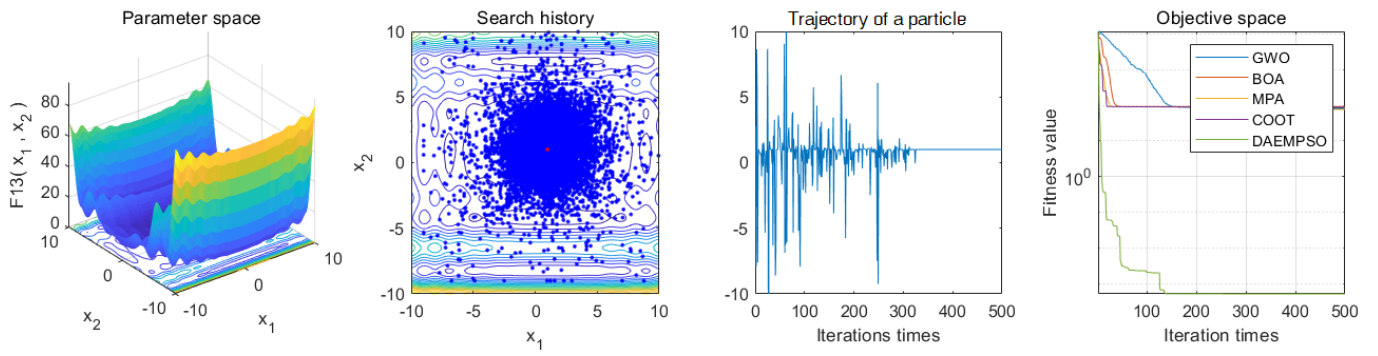 Parameter space
F13( x1 , x2 )
80
60
40
20
0
10
0
-10
x2
-10
0
10
x1
Search history
10
5
0
-5
-10
x2
-10 -5 0 5 10
x1
Trajectory of a particle
10
5
0
-5
-10
0 100 200 300 400 500
Iterations times
Objective space
GWO
BOA
MPA
COOT
DAEMPSO
Fitness value
10^0
100 200 300 400 500
Iteration times